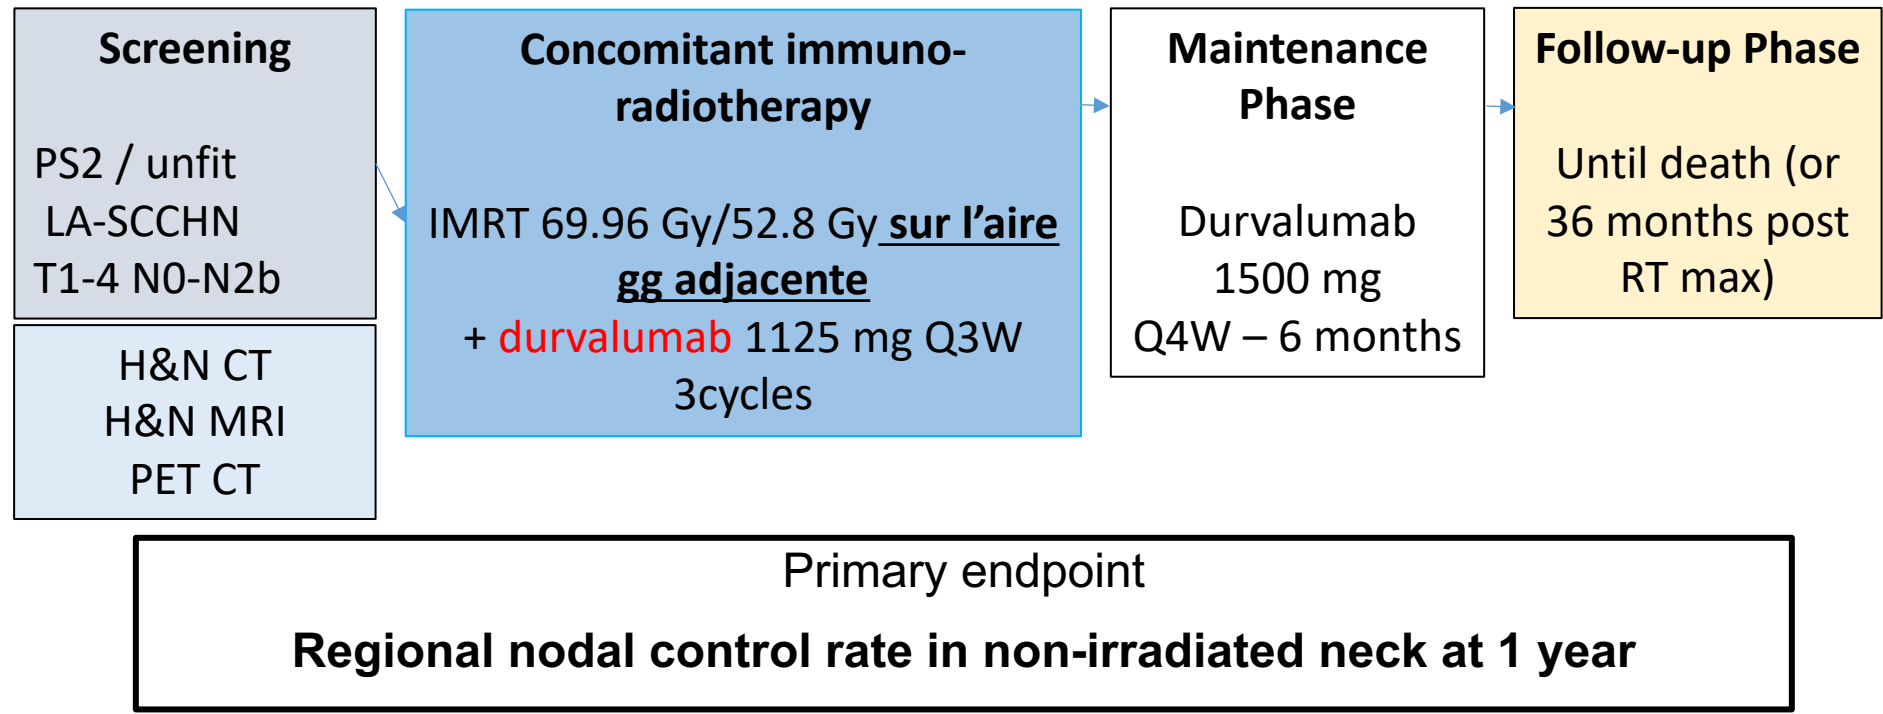 Screening
PS2 / unfit
LA-SCCHN
T1-4 N0-N2b
H&N CT
H&N MRI
PET CT
Concomitant immuno-
radiotherapy
IMRT 69.96 Gy/52.8 Gy sur l’aire
gg adjacente
+ durvalumab 1125 mg Q3W
3cycles
Maintenance
Phase
Durvalumab
1500 mg
Q4W – 6 months
Follow-up Phase
Until death (or
36 months post
RT max)
Primary endpoint
Regional nodal control rate in non-irradiated neck at 1 year